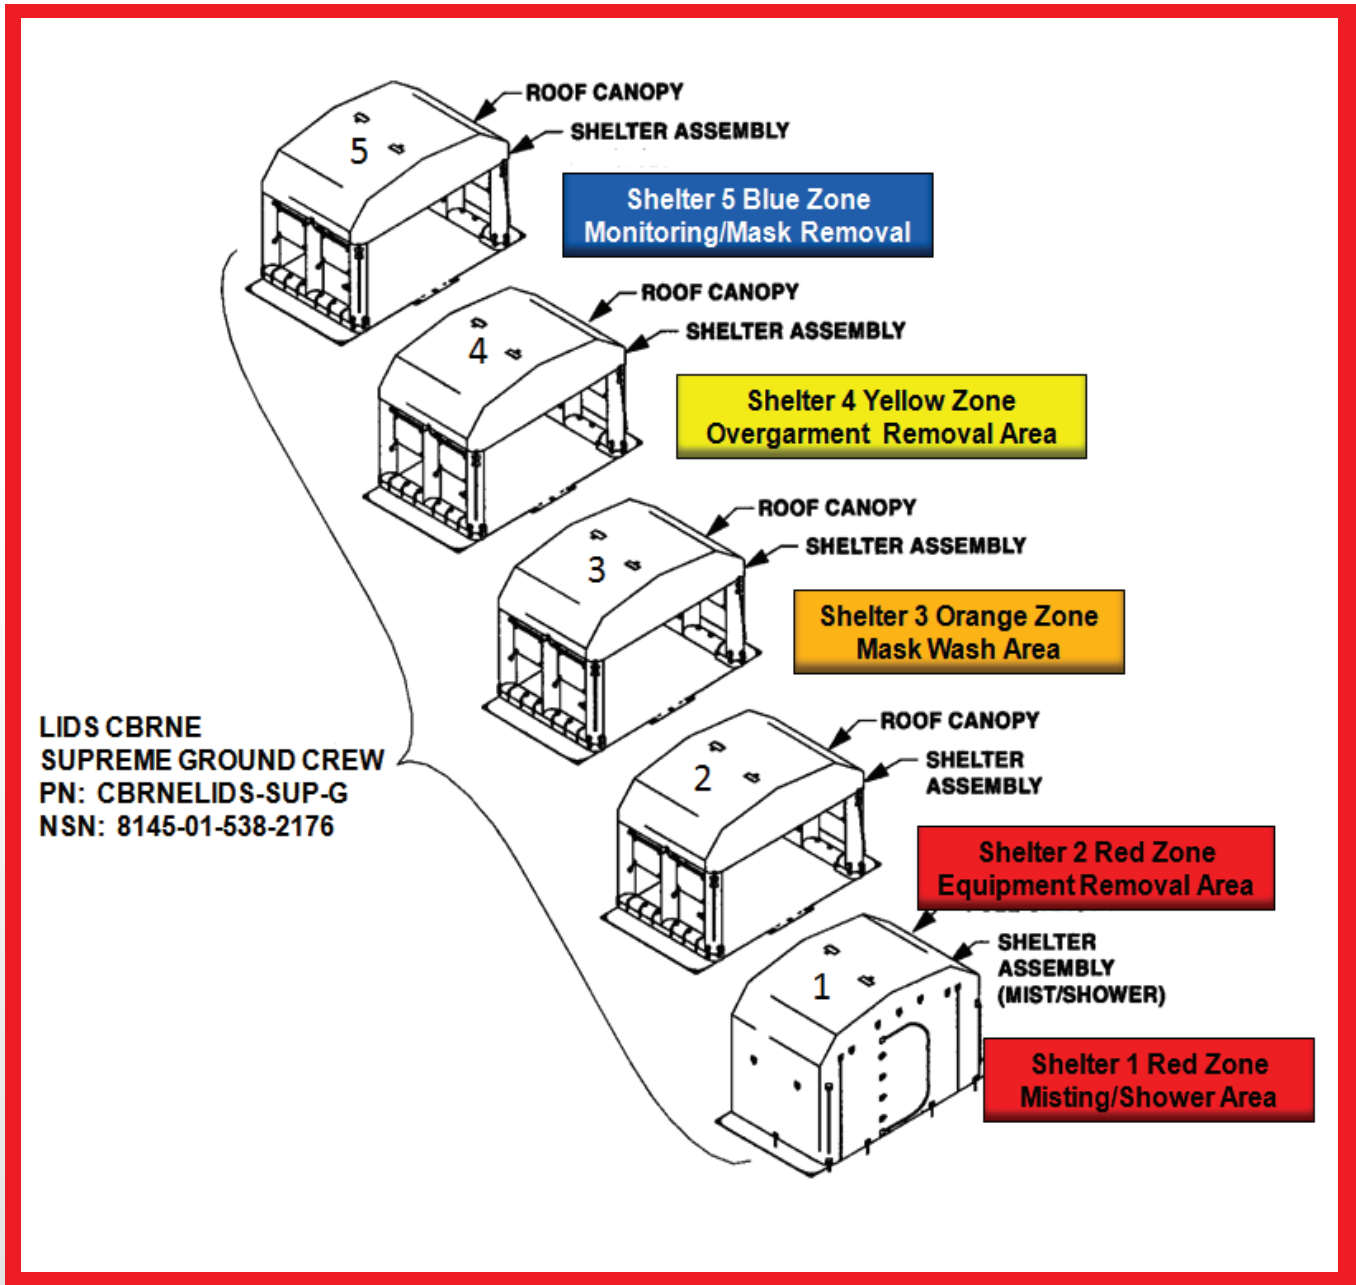 ROOF CANOPY
SHELTER ASSEMBLY
5
Shelter 5 Blue Zone
Monitoring/Mask Removal
ROOF CANOPY
SHELTER ASSEMBLY
4
Shelter 4 Yellow Zone
Overgarment Removal Area
ROOF CANOPY
SHELTER ASSEMBLY
3
Shelter 3 Orange Zone
Mask Wash Area
LIDS CBRNE
SUPREME GROUND CREW
PN: CBRNELIDS-SUP-G
NSN: 8145-01-538-2176
ROOF CANOPY
SHELTER
ASSEMBLY
2
Shelter 2 Red Zone
Equipment Removal Area
SHELTER
ASSEMBLY
(MIST/SHOWER)
1
Shelter 1 Red Zone
Misting/Shower Area